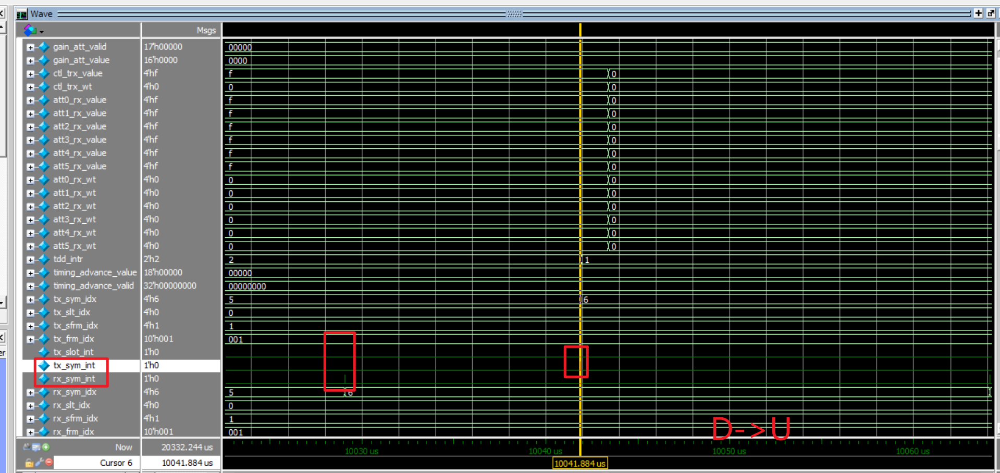 Wave
Msgs
gain_att_valid 17'h00000 00000
gain_att_value 16'h0000 0000
ctl_trx_value 4'hf f 0
ctl_trx_wt 4'h0 0 0
att0_rx_value 4'hf f 0
att1_rx_value 4'hf f 0
att2_rx_value 4'hf f 0
att3_rx_value 4'hf f 0
att4_rx_value 4'hf f 0
att5_rx_value 4'hf f 0
att0_rx_wt 4'h0 0 0
att1_rx_wt 4'h0 0 0
att2_rx_wt 4'h0 0 0
att3_rx_wt 4'h0 0 0
att4_rx_wt 4'h0 0 0
att5_rx_wt 4'h0 0 0
tdd_intr 2'h2 2 1
timing_advance_value 18'h00000 00000
timing_advance_valid 32'h00000000 00000000
tx_sym_idx 4'h6 5 6
tx_slt_idx 4'h0 0
tx_sfrm_idx 4'h1 1
tx_frm_idx 10'h001 001
tx_slot_int 1'h0
tx_sym_int 1'h0
rx_sym_int 1'h0
rx_sym_idx 4'h6 5 6
rx_slt_idx 4'h0 0
rx_sfrm_idx 4'h1 1
rx_frm_idx 10'h001 001
D->U
Now 20332.244 us 10030 us 10040 us 10050 us 10060 us
Cursor 6 10041.884 us 10041.884 us
er